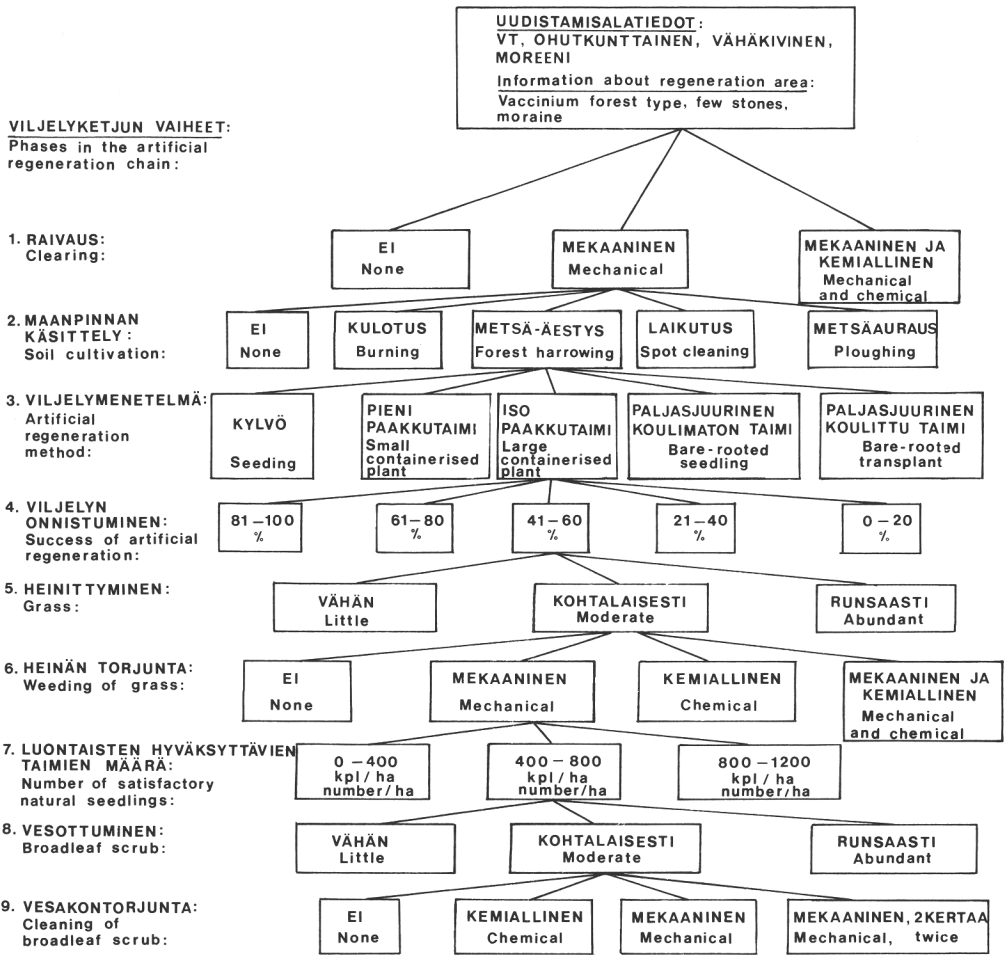 UUDISTAMISALATIEDOT:
VT, OHUTKUNTTAINEN, VÄHÄKIVINEN,
MOREENI
Information about regeneration area:
Vaccinium forest type, few stones,
moraine
VILJELYKETJUN VAIHEET:
Phases in the artificial
regeneration chain:
1. RAIVAUS:
Clearing:
EI
None
MEKAANINEN
Mechanical
MEKAANINEN JA
KEMIALLINEN
Mechanical
and chemical
2. MAANPINNAN
KÄSITTELY:
Soil cultivation:
EI
None
KULOTUS
Burning
METSÄ-ÄESTYS
Forest harrowing
LAIKUTUS
Spot cleaning
METSÄAURAUS
Ploughing
3. VILJELYMENETELMÄ:
Artificial
regeneration
method:
KYLVÖ
Seeding
PIENI
PAAKKUTAIMI
Small
containerised
plant
ISO
PAAKKUTAIMI
Large
containerised
plant
PALJASJUURINEN
KOULIMATON TAIMI
Bare-rooted
seedling
PALJASJUURINEN
KOULITTU TAIMI
Bare-rooted
transplant
4. VILJELYN
ONNISTUMINEN:
Success of artificial
regeneration:
81–100
%
61–80
%
41–60
%
21–40
%
0–20
%
5. HEINITTYMINEN:
Grass:
VÄHÄN
Little
KOHTALAISESTI
Moderate
RUNSAASTI
Abundant
6. HEINÄN TORJUNTA:
Weeding of grass:
EI
None
MEKAANINEN
Mechanical
KEMIALLINEN
Chemical
MEKAANINEN JA
KEMIALLINEN
Mechanical
and chemical
7. LUONTAISTEN HYVÄKSYTTÄVIEN
TAIMIEN MÄÄRÄ:
Number of satisfactory
natural seedlings:
0–400
kpl/ha
number/ha
400–800
kpl/ha
number/ha
800–1200
kpl/ha
number/ha
8. VESOTTUMINEN:
Broadleaf scrub:
VÄHÄN
Little
KOHTALAISESTI
Moderate
RUNSAASTI
Abundant
9. VESAKONTORJUNTA:
Cleaning of
broadleaf scrub:
EI
None
KEMIALLINEN
Chemical
MEKAANINEN
Mechanical
MEKAANINEN, 2KERTAA
Mechanical, twice